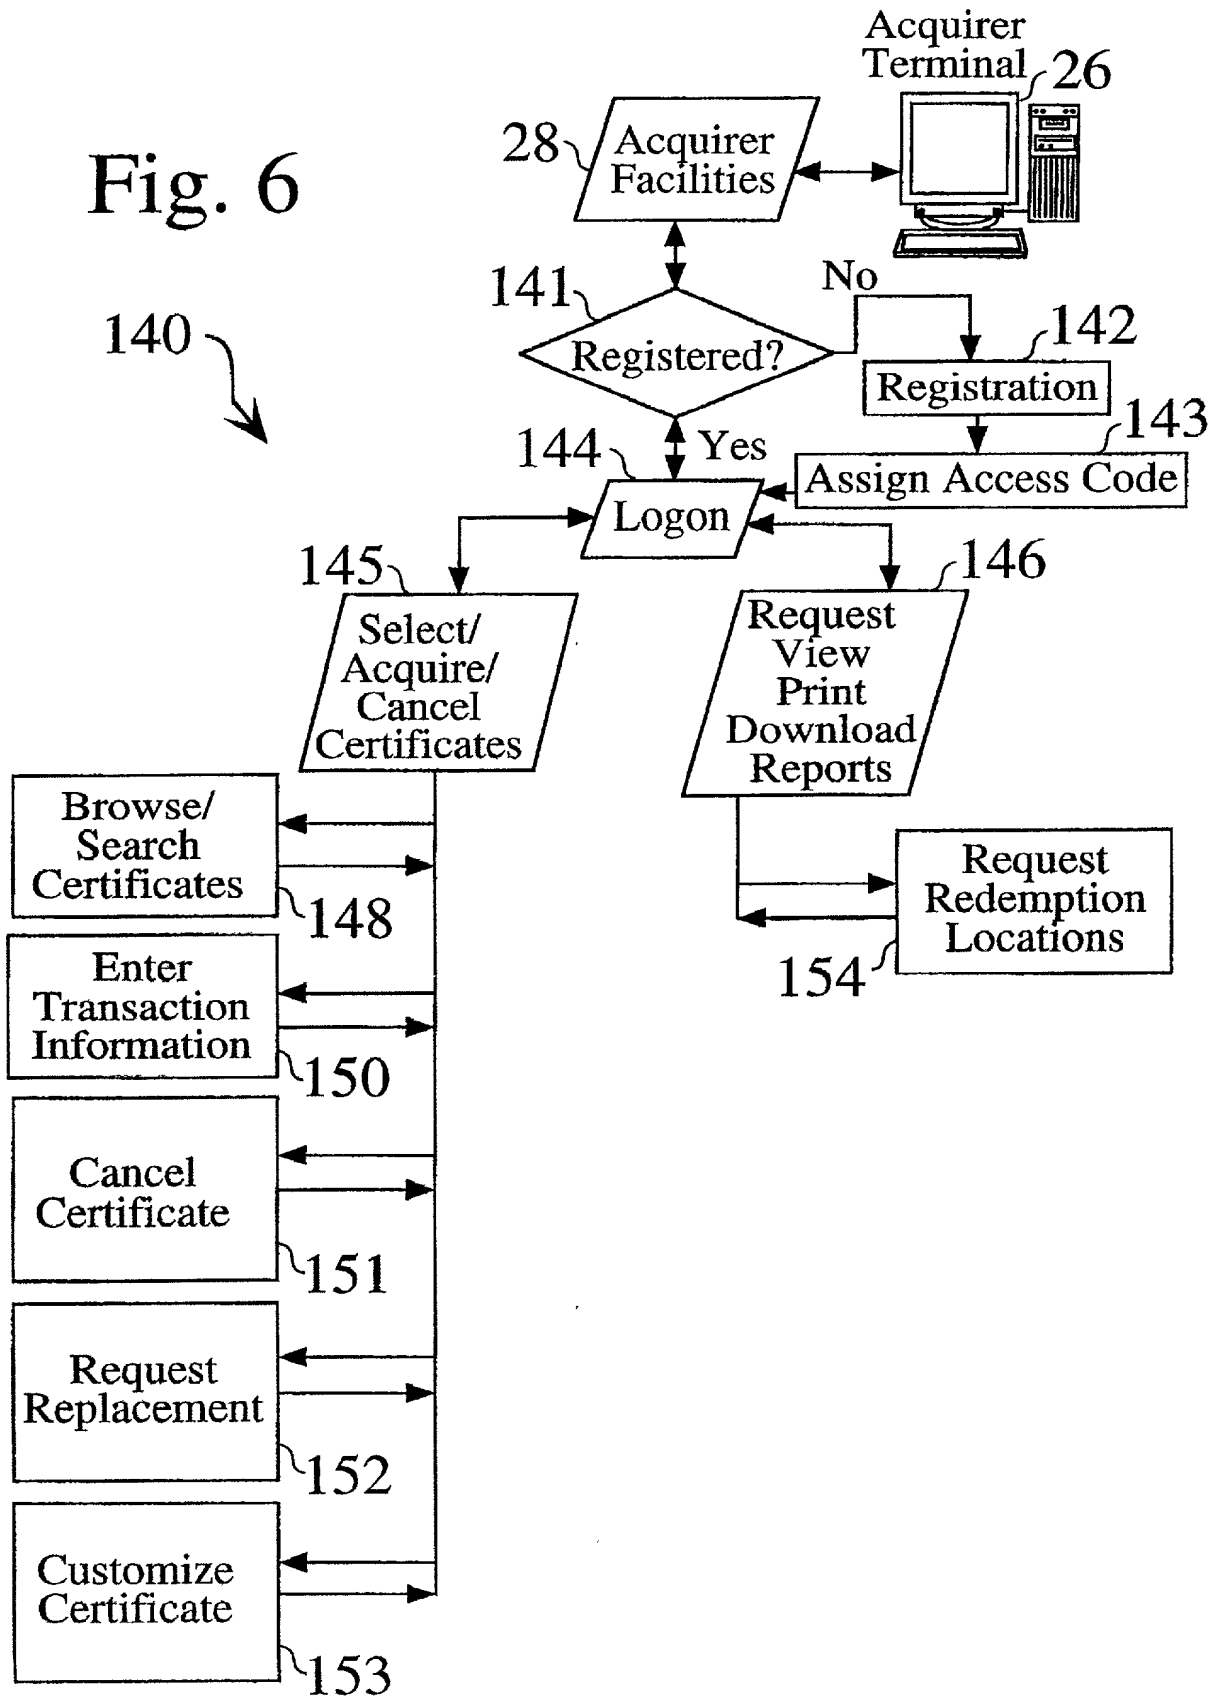 Fig. 6
140
Acquirer
Terminal
26
28
Acquirer
Facilities
141
Registered?
No
142
Registration
143
Assign Access Code
Yes
144
Logon
145
Select/
Acquire/
Cancel
Certificates
146
Request
View
Print
Download
Reports
Browse/
Search
Certificates
148
Enter
Transaction
Information
150
Cancel
Certificate
151
Request
Replacement
152
Customize
Certificate
153
Request
Redemption
Locations
154